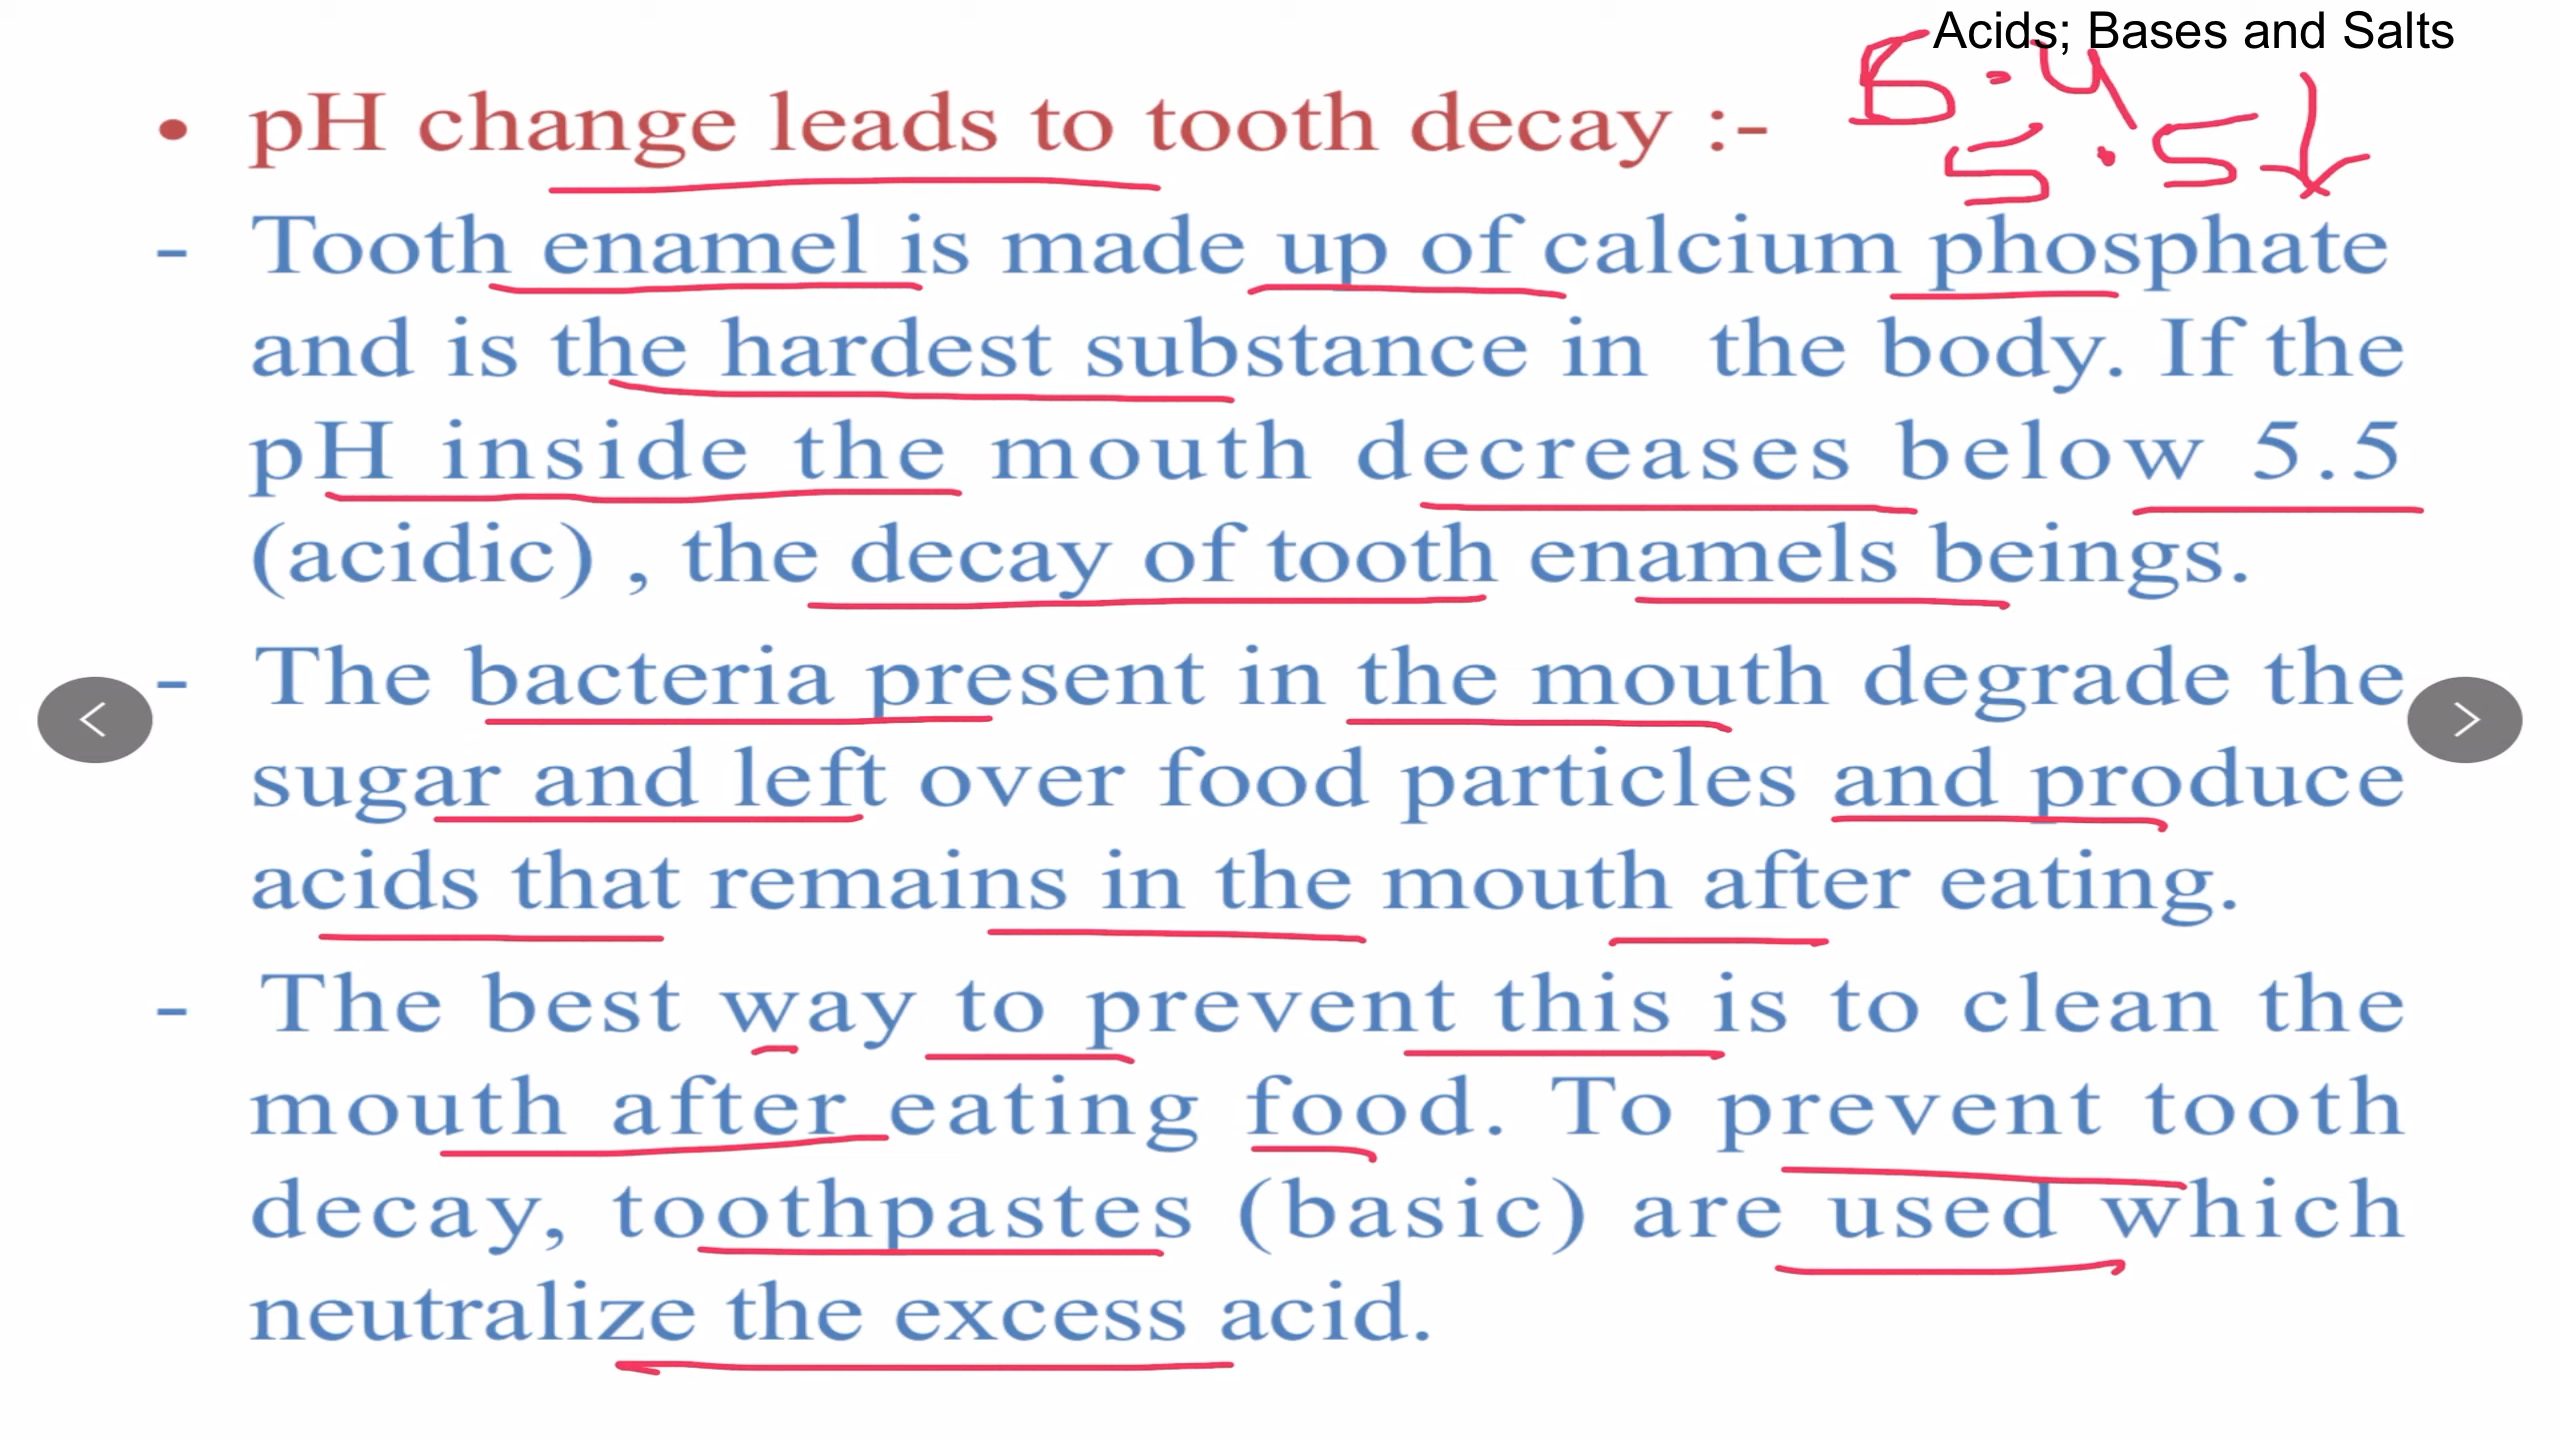 Acids; Bases and Salts
6.4
• pH change leads to tooth decay :-
5.5↓
- Tooth enamel is made up of calcium phosphate
and is the hardest substance in the body. If the
pH inside the mouth decreases below 5.5
(acidic) , the decay of tooth enamels beings.
- The bacteria present in the mouth degrade the
sugar and left over food particles and produce
acids that remains in the mouth after eating.
- The best way to prevent this is to clean the
mouth after eating food. To prevent tooth
decay, toothpastes (basic) are used which
neutralize the excess acid.